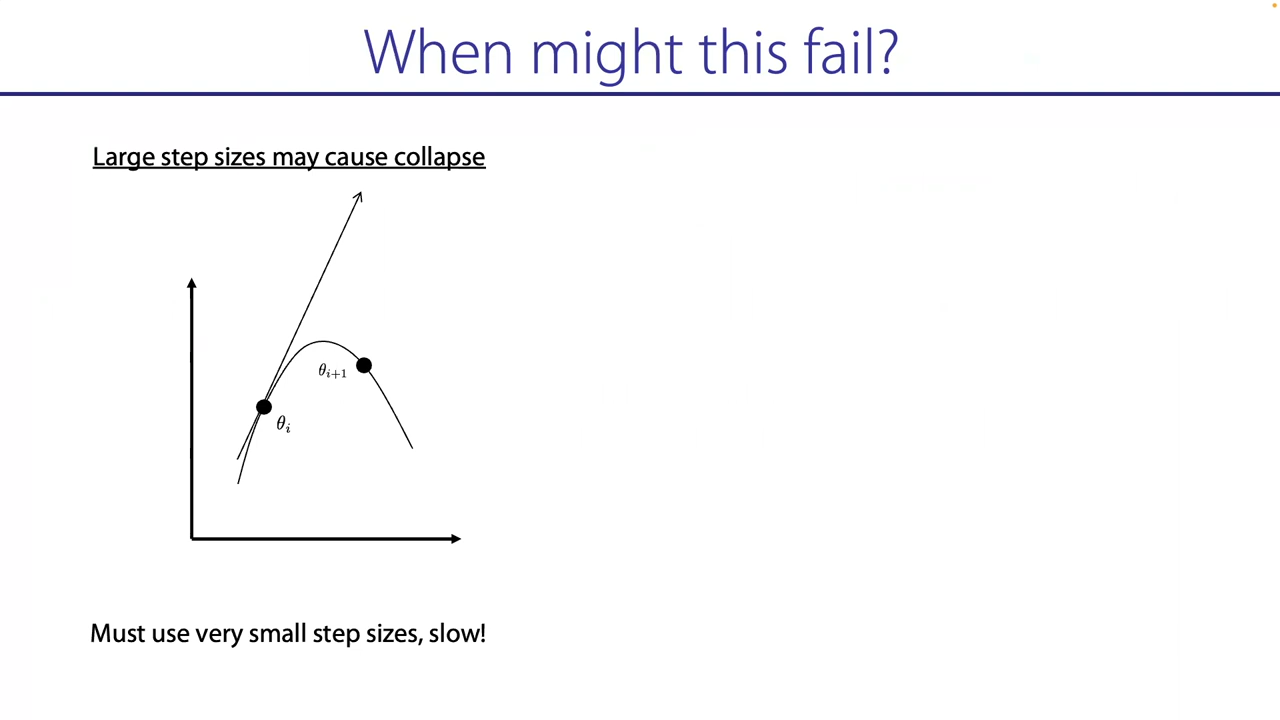 When might this fail?
Large step sizes may cause collapse
θᵢ₊₁
θᵢ
Must use very small step sizes, slow!